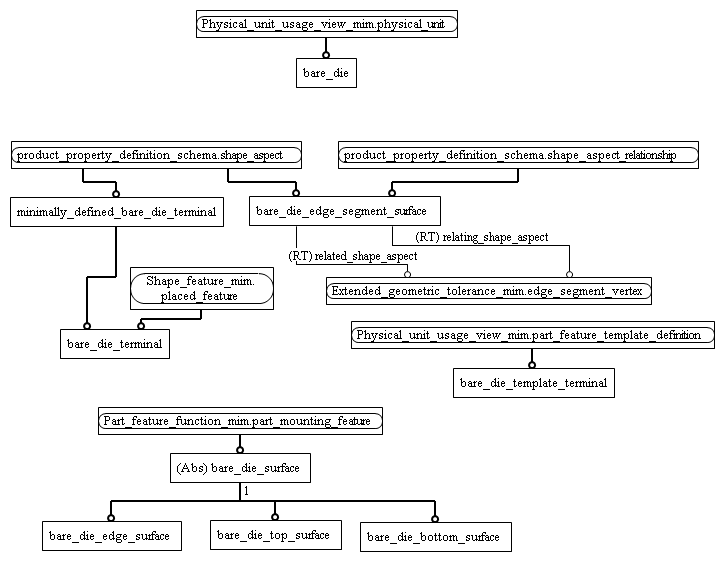 Physical_unit_usage_view_mim.physical_unit
bare_die
product_property_definition_schema.shape_aspect
product_property_definition_schema.shape_aspect_relationship
minimally_defined_bare_die_terminal
bare_die_edge_segment_surface
(RT) relating_shape_aspect
(RT) related_shape_aspect
Shape_feature_mim.
placed_feature
Extended_geometric_tolerance_mim.edge_segment_vertex
bare_die_terminal
Physical_unit_usage_view_mim.part_feature_template_definition
bare_die_template_terminal
Part_feature_function_mim.part_mounting_feature
(Abs) bare_die_surface
1
bare_die_edge_surface
bare_die_top_surface
bare_die_bottom_surface